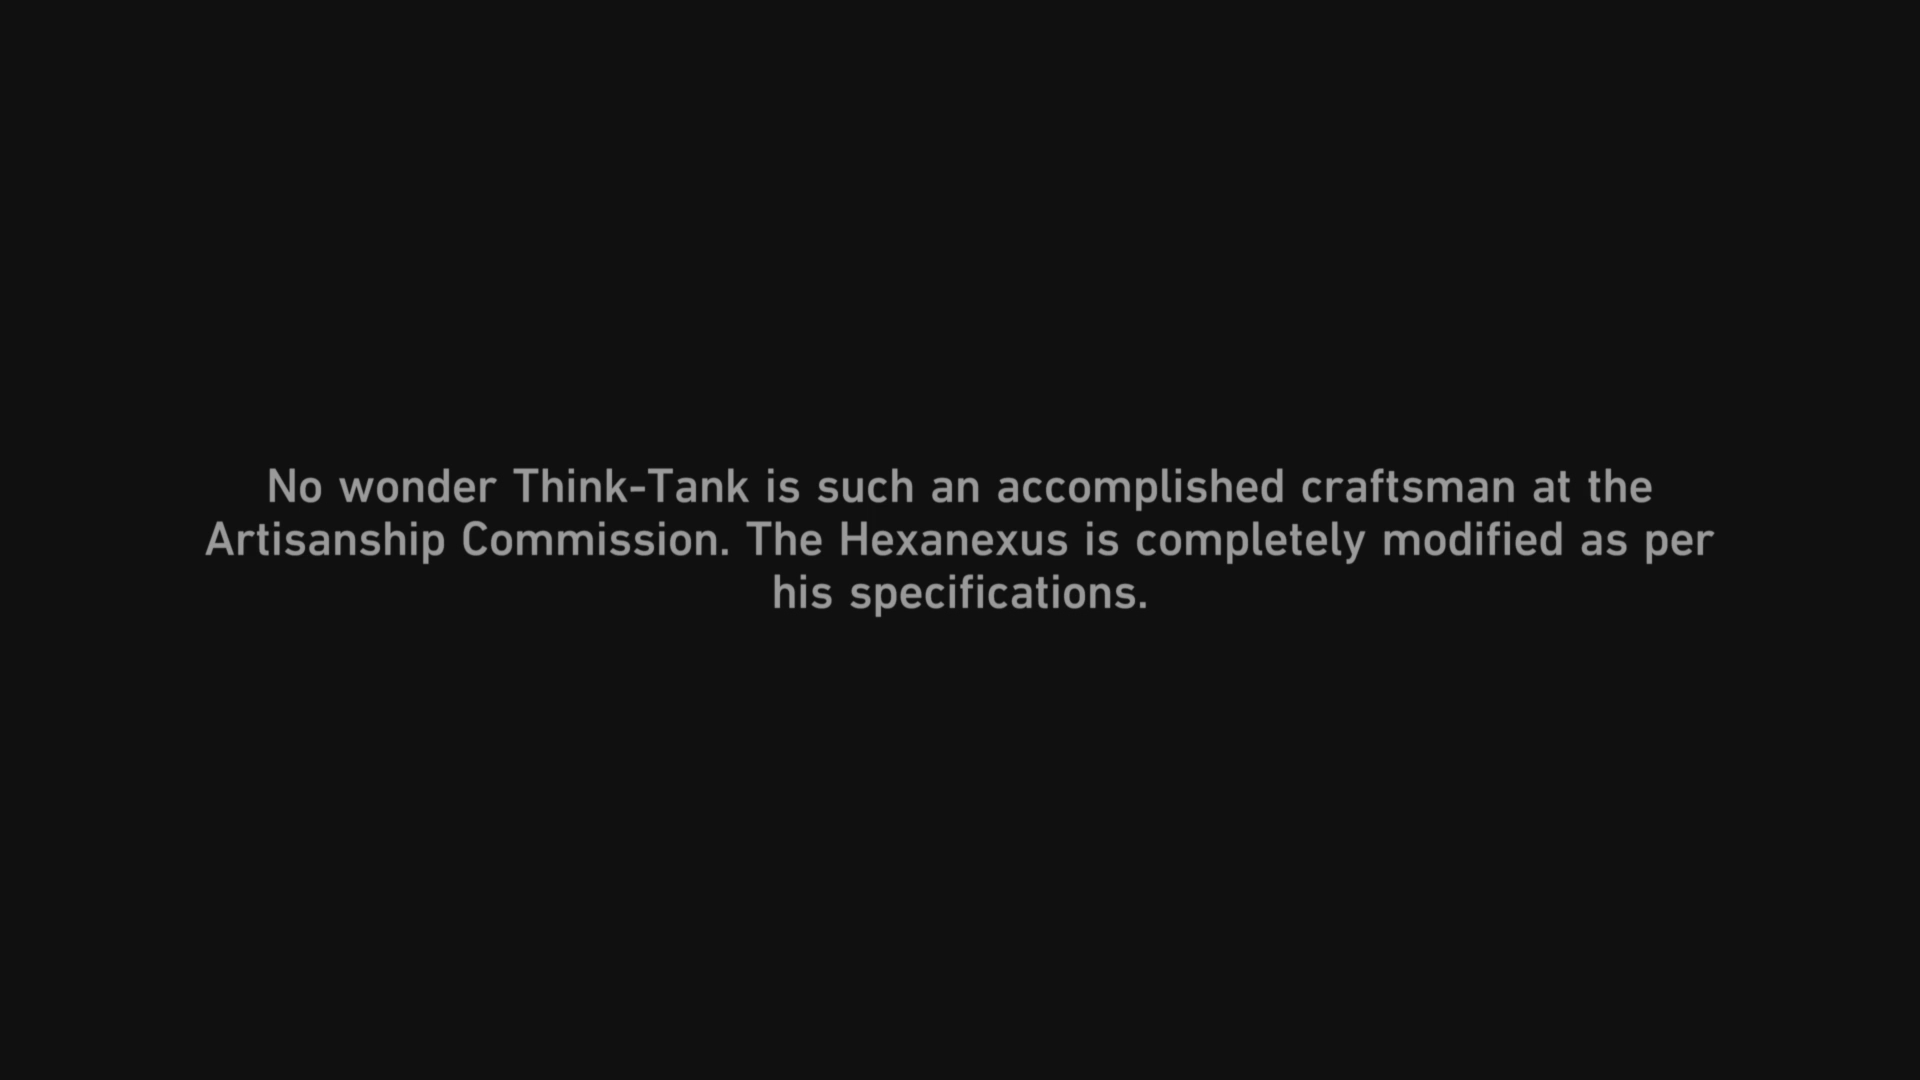 No wonder Think-Tank is such an accomplished craftsman at the
Artisanship Commission. The Hexanexus is completely modified as per
his specifications.